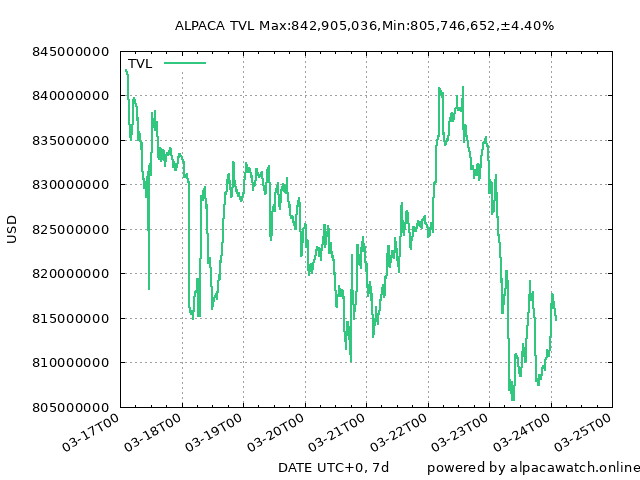 ALPACA TVL Max:842,905,036,Min:805,746,652,±4.40%
845000000
TVL
840000000
835000000
830000000
825000000
USD
820000000
815000000
810000000
805000000
03-17T00 03-18T00 03-19T00 03-20T00 03-21T00 03-22T00 03-23T00 03-24T00 03-25T00
DATE UTC+0, 7d powered by alpacawatch.online